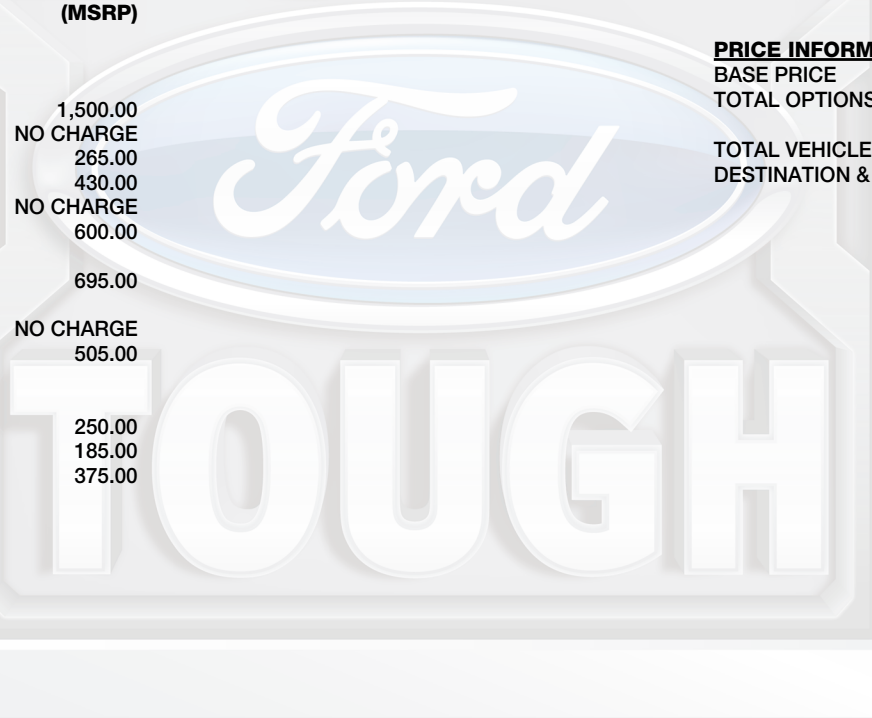 (MSRP)
1,500.00
NO CHARGE
265.00
430.00
NO CHARGE
600.00
695.00
NO CHARGE
505.00
250.00
185.00
375.00
PRICE INFORM
BASE PRICE
TOTAL OPTIONS
TOTAL VEHICLE
DESTINATION &
Ford
TOUGH